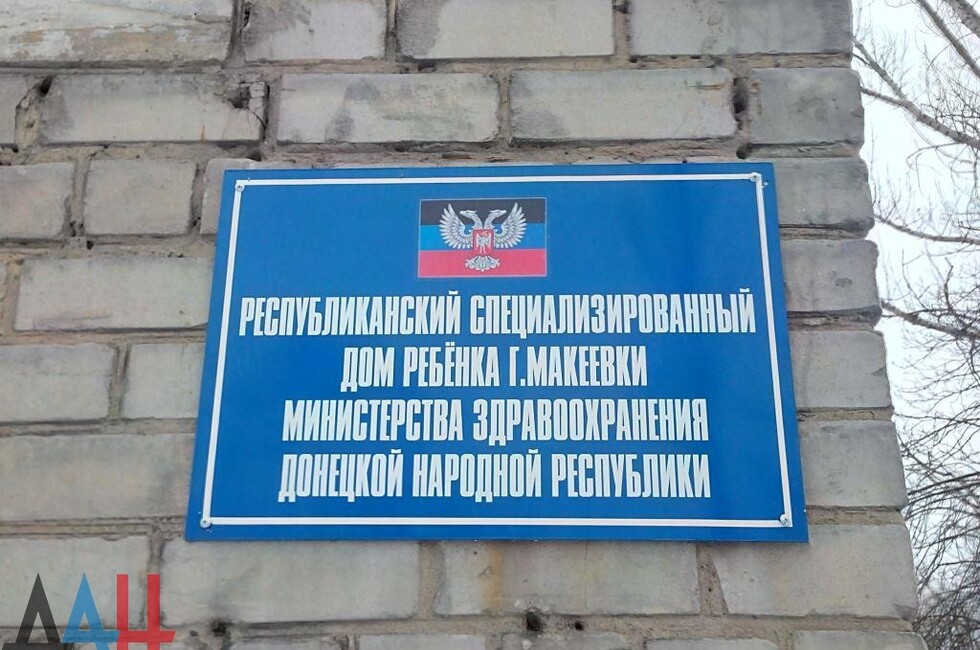 РЕСПУБЛИКАНСКИЙ СПЕЦИАЛИЗИРОВАННЫЙ
ДОМ РЕБЁНКА Г.МАКЕЕВКИ
МИНИСТЕРСТВА ЗДРАВООХРАНЕНИЯ
ДОНЕЦКОЙ НАРОДНОЙ РЕСПУБЛИКИ
ДАН